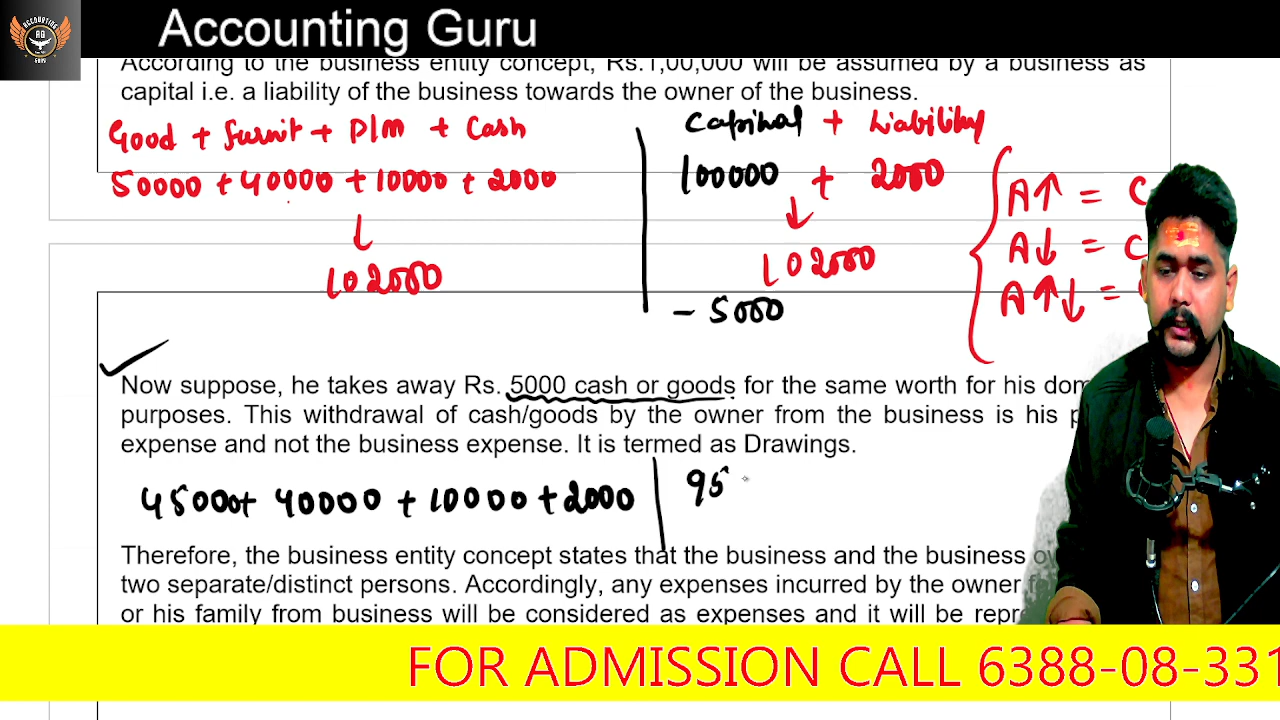 Accounting Guru
According to the business entity concept, Rs.1,00,000 will be assumed by a business as
capital i.e. a liability of the business towards the owner of the business.
Good + Furnit + P/M + Cash
Capital + Liability
50000 + 40000 + 10000 + 2000
100000 + 2000
102000
102000
- 5000
A↑ = C
A↓ = C
A↑↓ =
Now suppose, he takes away Rs. 5000 cash or goods for the same worth for his dom
purposes. This withdrawal of cash/goods by the owner from the business is his p
expense and not the business expense. It is termed as Drawings.
45000+ 40000 + 10000 + 2000
95
Therefore, the business entity concept states that the business and the business ow
two separate/distinct persons. Accordingly, any expenses incurred by the owner f
or his family from business will be considered as expenses and it will be repr
FOR ADMISSION CALL 6388-08-331